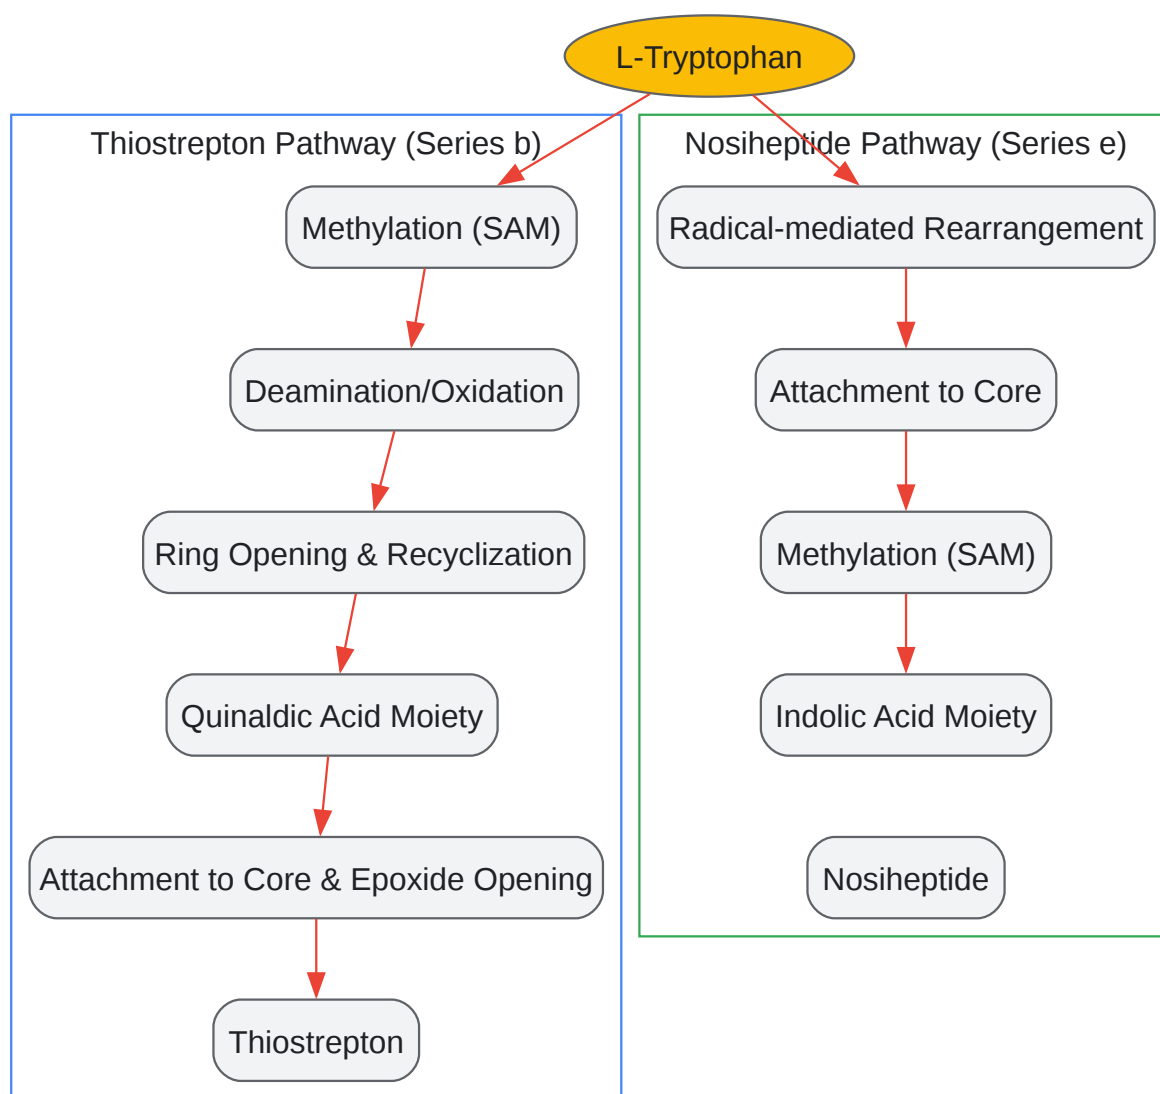 L-Tryptophan
Thiostrepton Pathway (Series b)
Methylation (SAM)
Deamination/Oxidation
Ring Opening & Recyclization
Quinaldic Acid Moiety
Attachment to Core & Epoxide Opening
Thiostrepton
Nosiheptide Pathway (Series e)
Radical-mediated Rearrangement
Attachment to Core
Methylation (SAM)
Indolic Acid Moiety
Nosiheptide